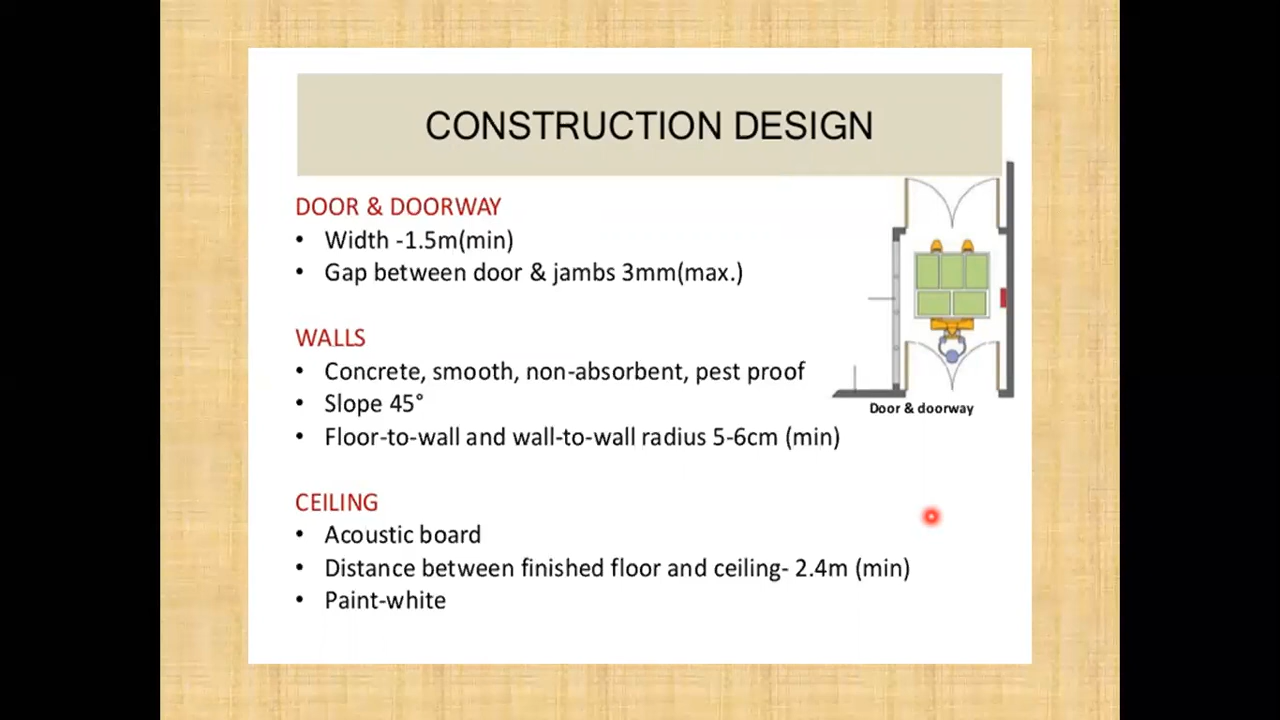 CONSTRUCTION DESIGN
DOOR & DOORWAY
• Width -1.5m(min)
• Gap between door & jambs 3mm(max.)
WALLS
• Concrete, smooth, non-absorbent, pest proof
• Slope 45°
• Floor-to-wall and wall-to-wall radius 5-6cm (min)
Door & doorway
CEILING
• Acoustic board
• Distance between finished floor and ceiling- 2.4m (min)
• Paint-white